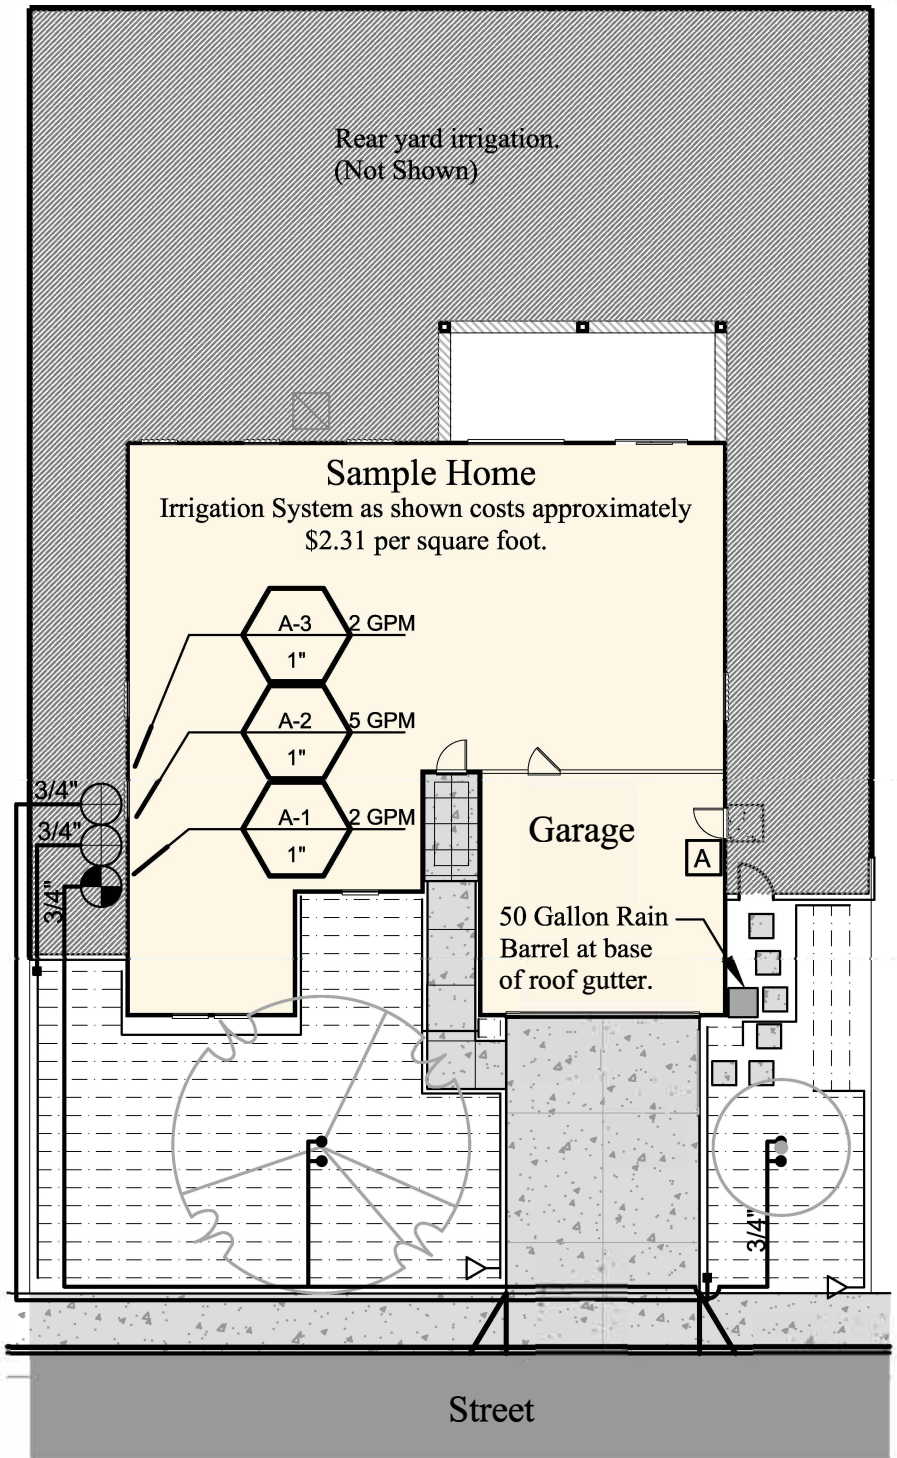 Rear yard irrigation.
(Not Shown)
Sample Home
Irrigation System as shown costs approximately
$2.31 per square foot.
A-3 2 GPM
1"
A-2 5 GPM
1"
A-1 2 GPM
1"
3/4"
3/4"
3/4"
Garage
A
50 Gallon Rain
Barrel at base
of roof gutter.
3/4"
Street